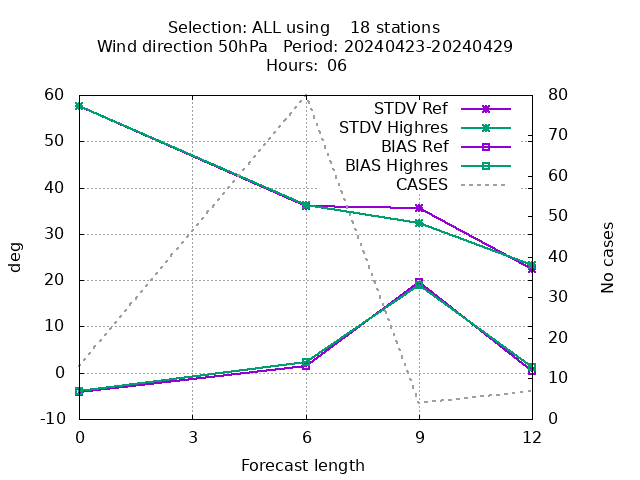 Selection: ALL using    18 stations
Wind direction 50hPa   Period: 20240423-20240429
Hours:  06
STDV Ref
STDV Highres
BIAS Ref
BIAS Highres
CASES
60
50
40
30
20
10
0
-10
80
70
60
50
40
30
20
10
0
deg
No cases
0 3 6 9 12
Forecast length